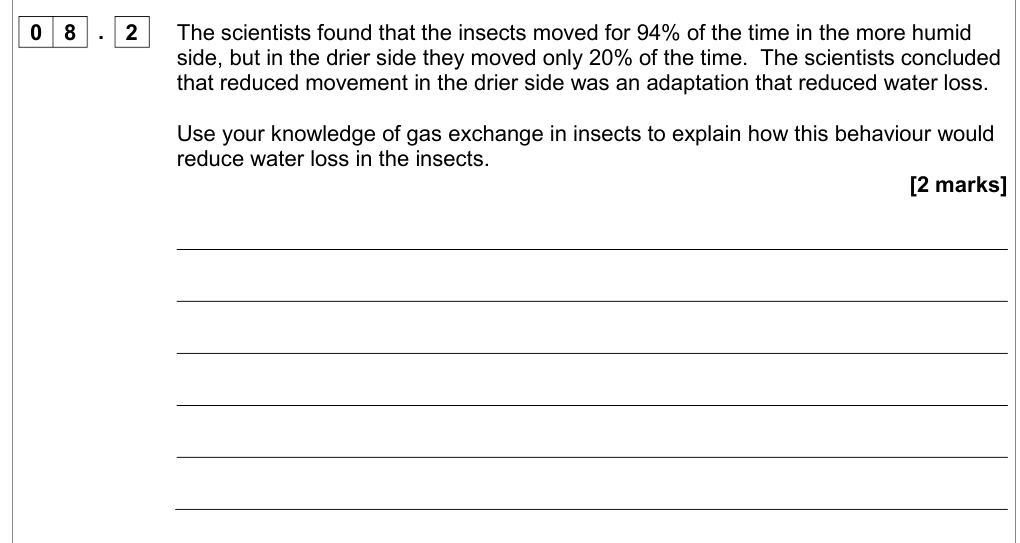 08.2 The scientists found that the insects moved for 94% of the time in the more humid
side, but in the drier side they moved only 20% of the time. The scientists concluded
that reduced movement in the drier side was an adaptation that reduced water loss.
Use your knowledge of gas exchange in insects to explain how this behaviour would
reduce water loss in the insects.
[2 marks]